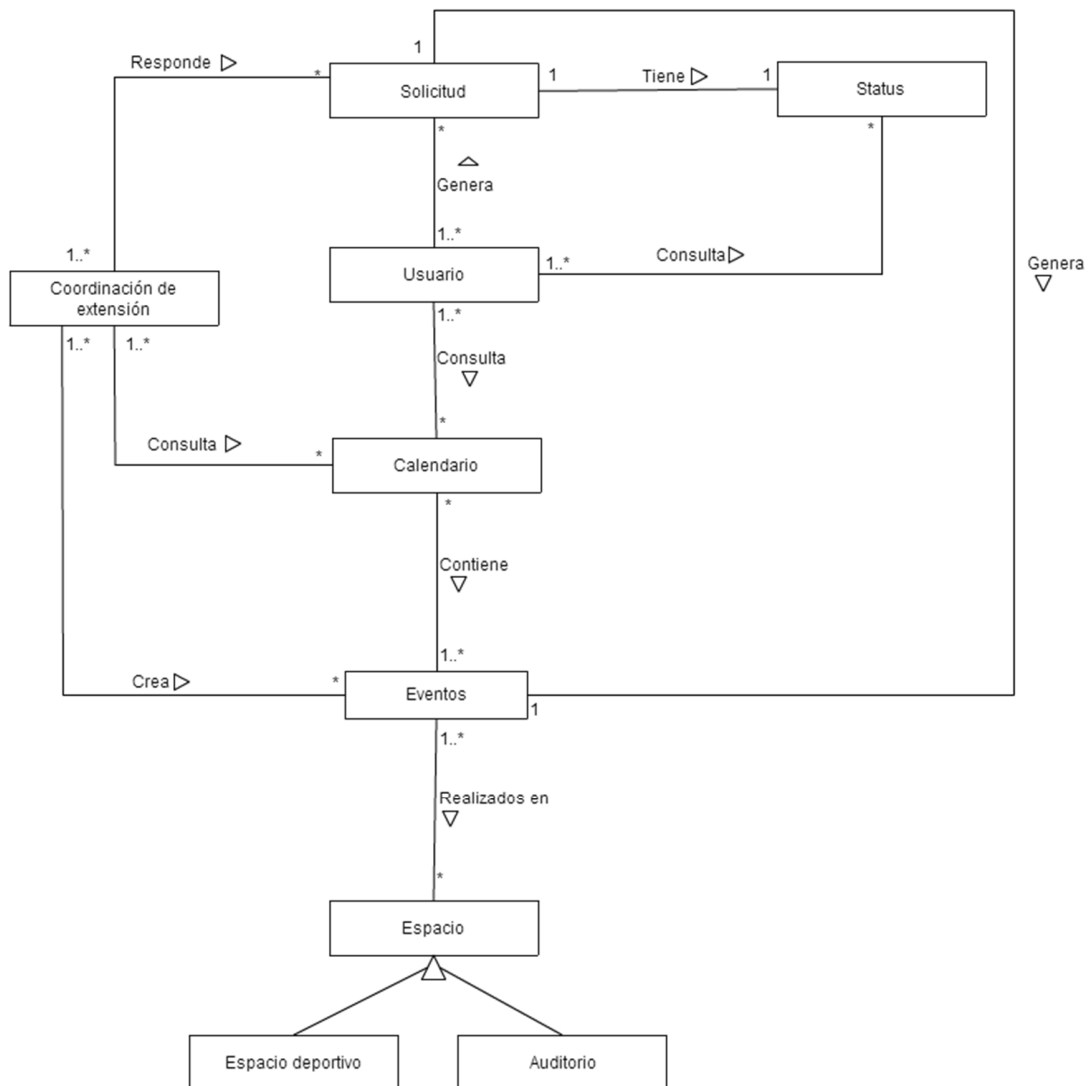 1
Responde
*
Solicitud
1
Tiene
1
Status
*
*
Genera
1..*
1..*
Usuario
1..*
Consulta
Genera
Coordinación de
extensión
1..*
1..*
1..*
Consulta
*
Consulta
*
Calendario
*
Contiene
1..*
Crea
*
Eventos
1
1..*
Realizados en
*
Espacio
Espacio deportivo
Auditorio